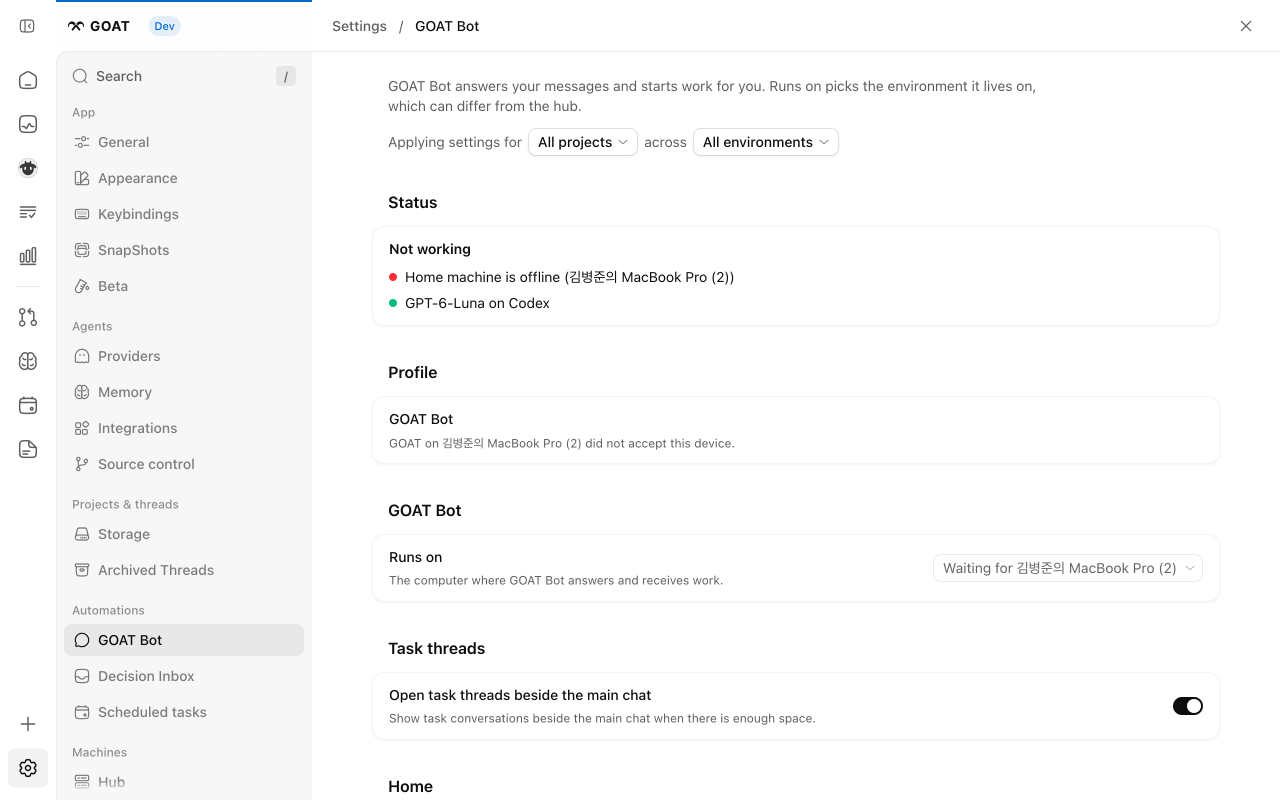 GOAT
Dev
Settings / GOAT Bot
Search
/
App
General
Appearance
Keybindings
SnapShots
Beta
Agents
Providers
Memory
Integrations
Source control
Projects & threads
Storage
Archived Threads
Automations
GOAT Bot
Decision Inbox
Scheduled tasks
Machines
Hub
GOAT Bot answers your messages and starts work for you. Runs on picks the environment it lives on,
which can differ from the hub.
Applying settings for All projects across All environments
Status
Not working
Home machine is offline (김병준의 MacBook Pro (2))
GPT-6-Luna on Codex
Profile
GOAT Bot
GOAT on 김병준의 MacBook Pro (2) did not accept this device.
GOAT Bot
Runs on
The computer where GOAT Bot answers and receives work.
Waiting for 김병준의 MacBook Pro (2)
Task threads
Open task threads beside the main chat
Show task conversations beside the main chat when there is enough space.
Home